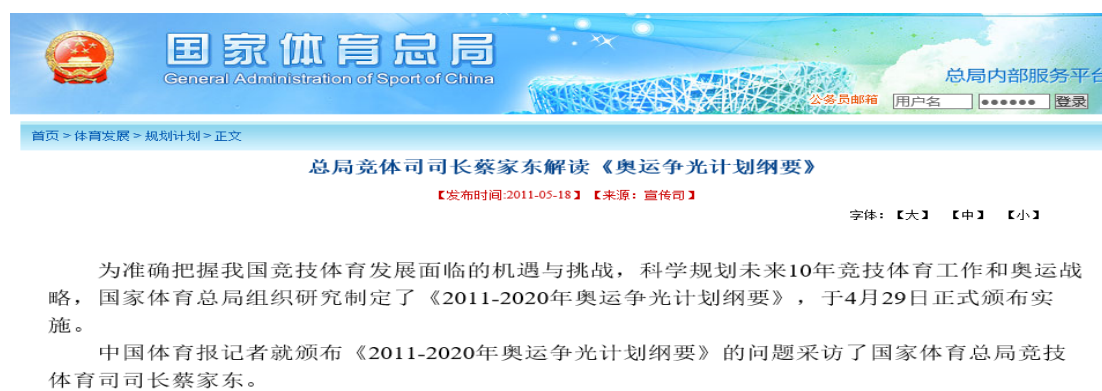 国家体育总局
General Administration of Sport of China
总局内部服务平台
公务员邮箱 用户名 ●●●●●● 登录
首页 > 体育发展 > 规划计划 > 正文
总局竞体司司长蔡家东解读《奥运争光计划纲要》
【发布时间:2011-05-18】【来源：宣传司】
字体：【大】 【中】 【小】
为准确把握我国竞技体育发展面临的机遇与挑战，科学规划未来10年竞技体育工作和奥运战
略，国家体育总局组织研究制定了《2011-2020年奥运争光计划纲要》，于4月29日正式颁布实
施。
中国体育报记者就颁布《2011-2020年奥运争光计划纲要》的问题采访了国家体育总局竞技
体育司司长蔡家东。